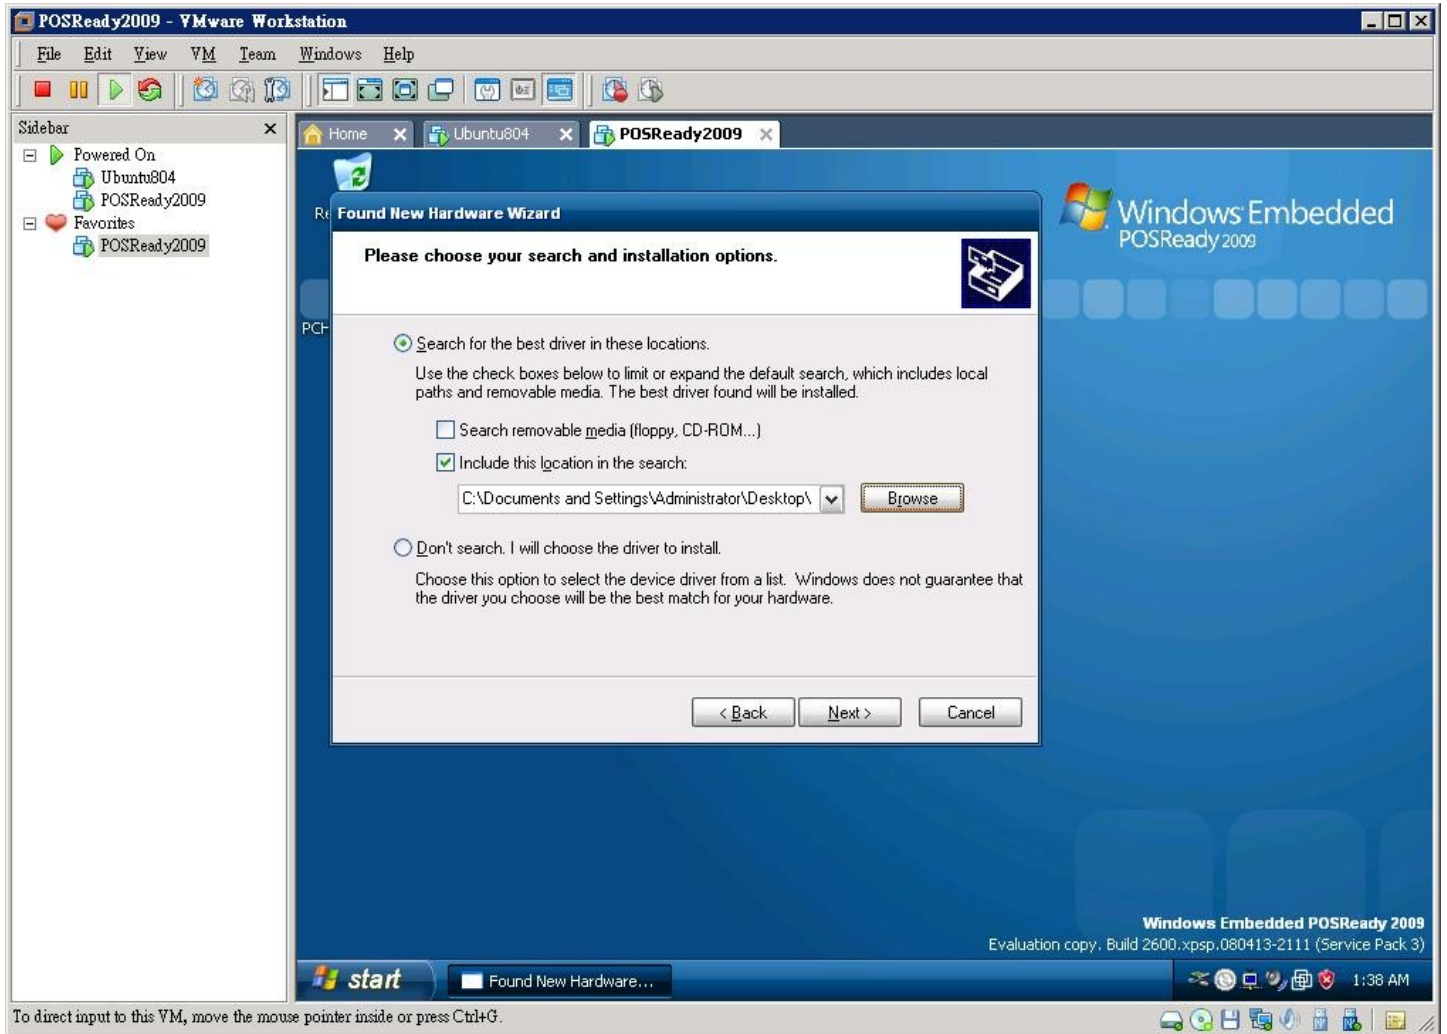 POSReady2009 - VMware Workstation
File Edit View VM Team Windows Help
Sidebar
Powered On
Ubuntu804
POSReady2009
Favorites
POSReady2009
Home Ubuntu804 POSReady2009
Windows Embedded
POSReady 2009
Found New Hardware Wizard
Please choose your search and installation options.
Search for the best driver in these locations.
Use the check boxes below to limit or expand the default search, which includes local
paths and removable media. The best driver found will be installed.
Search removable media (floppy, CD-ROM...)
Include this location in the search:
C:\Documents and Settings\Administrator\Desktop\ Browse
Don't search. I will choose the driver to install.
Choose this option to select the device driver from a list. Windows does not guarantee that
the driver you choose will be the best match for your hardware.
< Back Next > Cancel
Windows Embedded POSReady 2009
Evaluation copy. Build 2600.xpsp.080413-2111 (Service Pack 3)
start Found New Hardware... 1:38 AM
To direct input to this VM, move the mouse pointer inside or press Ctrl+G.